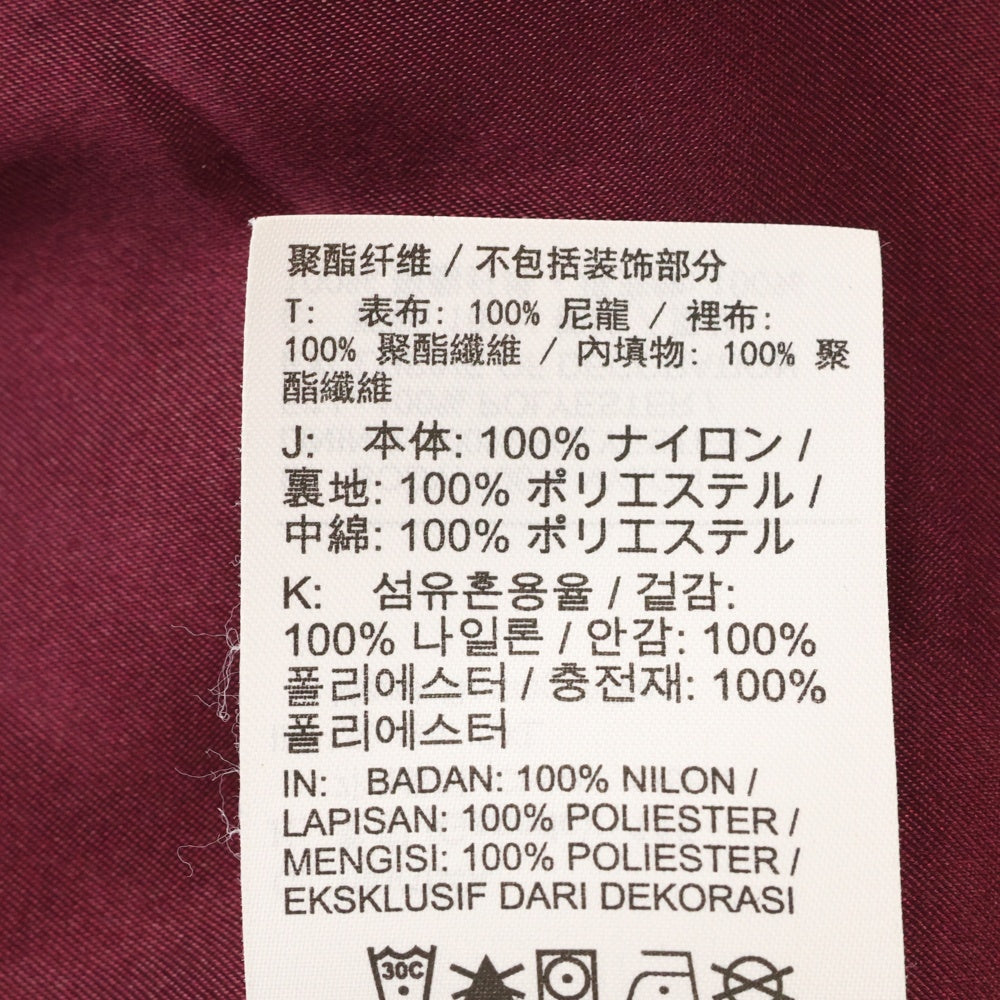 聚酯纤维 / 不包括装饰部分
T: 表布: 100% 尼龍 / 裡布:
100% 聚酯纖維 / 內填物: 100% 聚
酯纖維
J: 本体: 100% ナイロン /
裏地: 100% ポリエステル /
中綿: 100% ポリエステル
K: 섬유혼용율 / 겉감:
100% 나일론 / 안감: 100%
폴리에스터 / 충전재: 100%
폴리에스터
IN: BADAN: 100% NILON /
LAPISAN: 100% POLIESTER /
MENGISI: 100% POLIESTER /
EKSKLUSIF DARI DEKORASI
30C